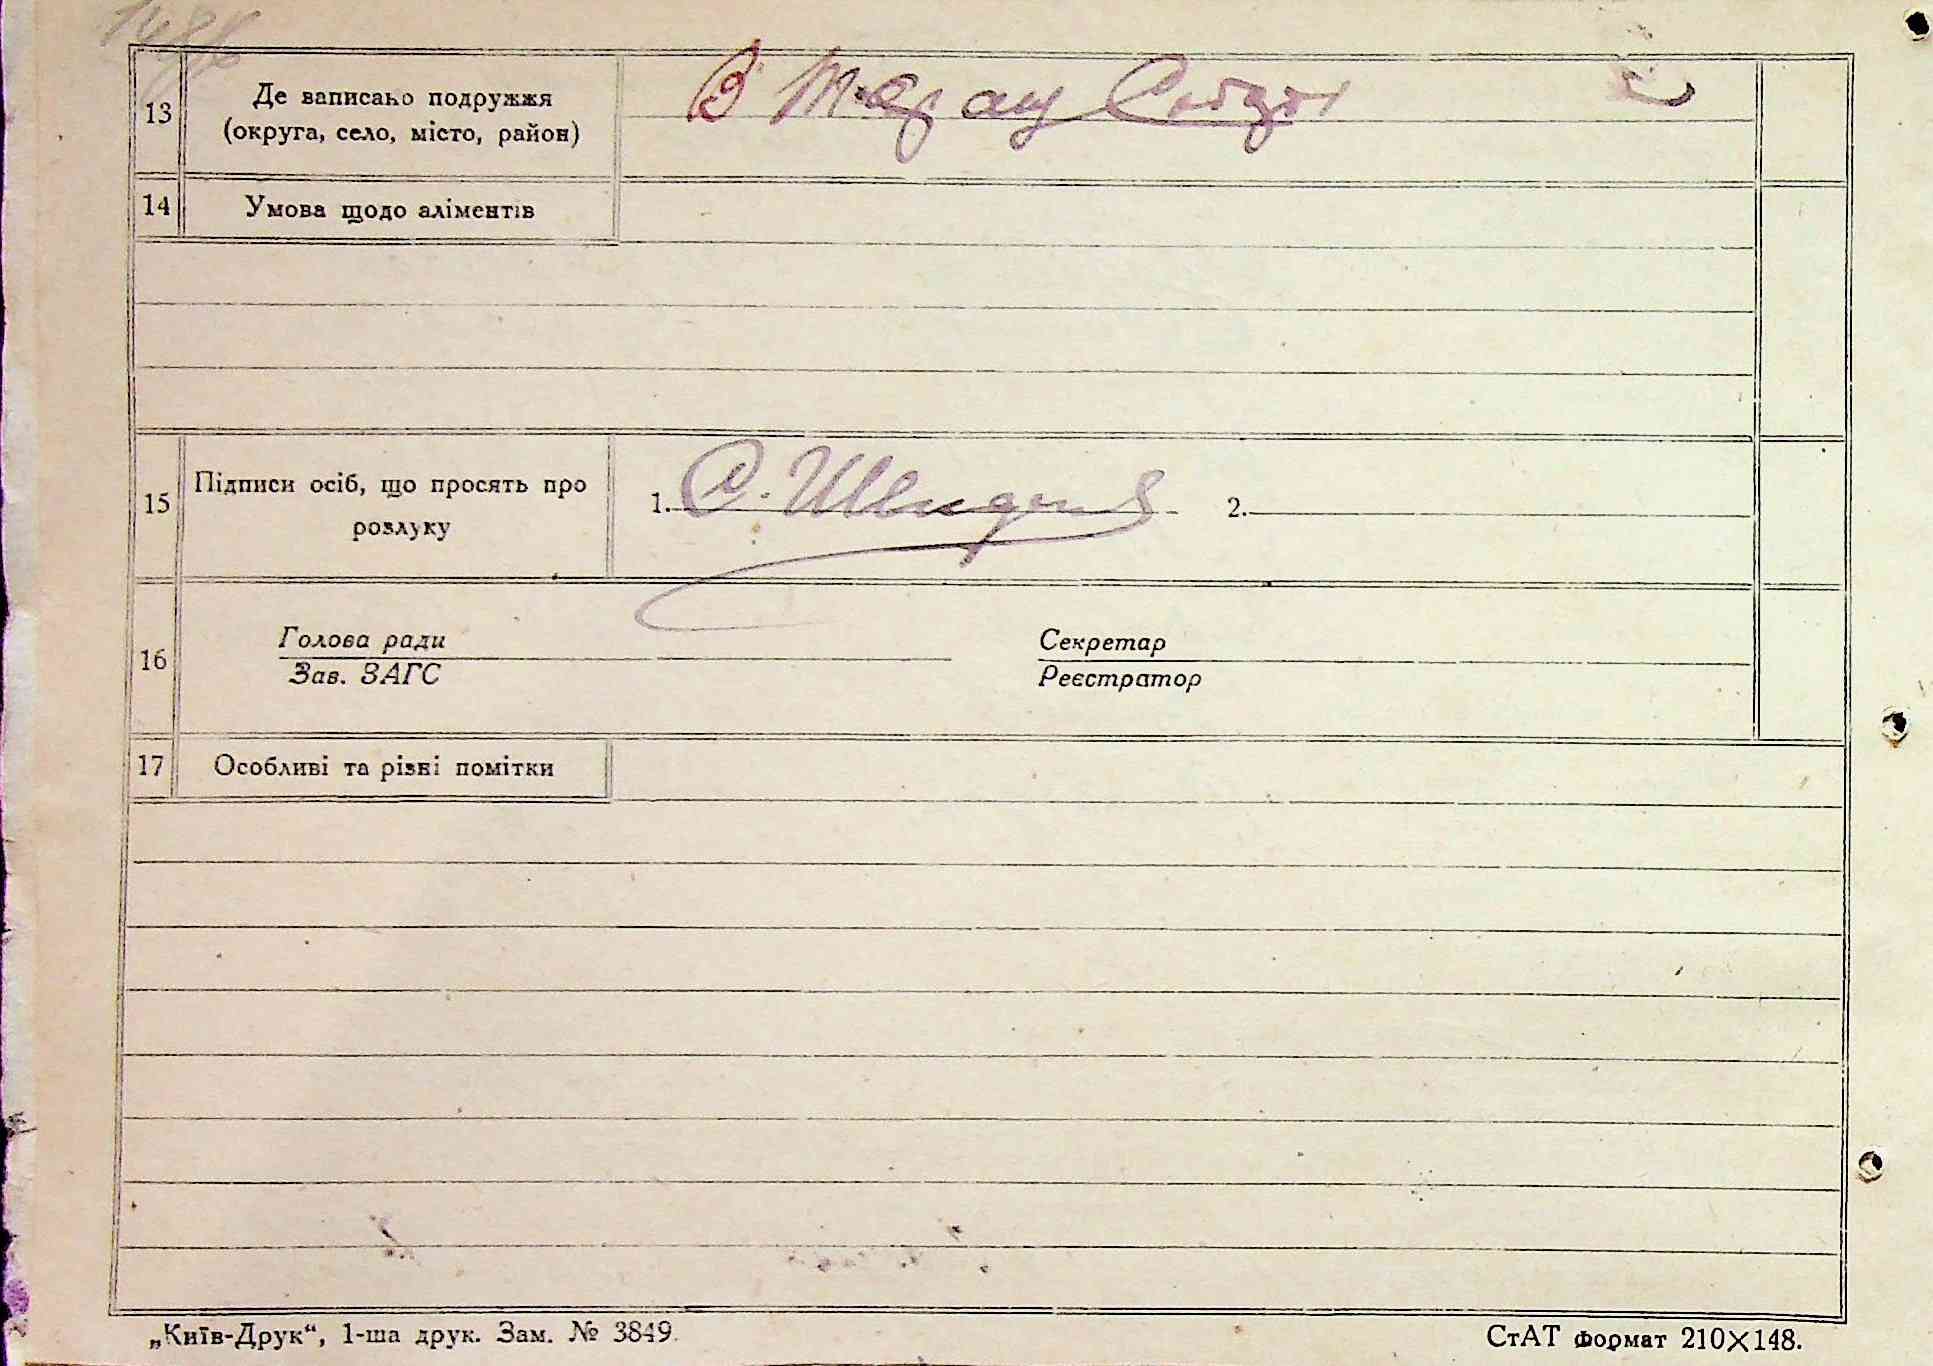 13 Де записано подружжя
(округа, село, місто, район)
В
14 Умова щодо аліментів
15 Підписи осіб, що просять про
розлуку
1. С. 2.
16 Голова ради Секретар
Зав. ЗАГС Реєстратор
17 Особливі та різні помітки
„Київ-Друк“, 1-ша друк. Зам. № 3849. СтАТ формат 210×148.